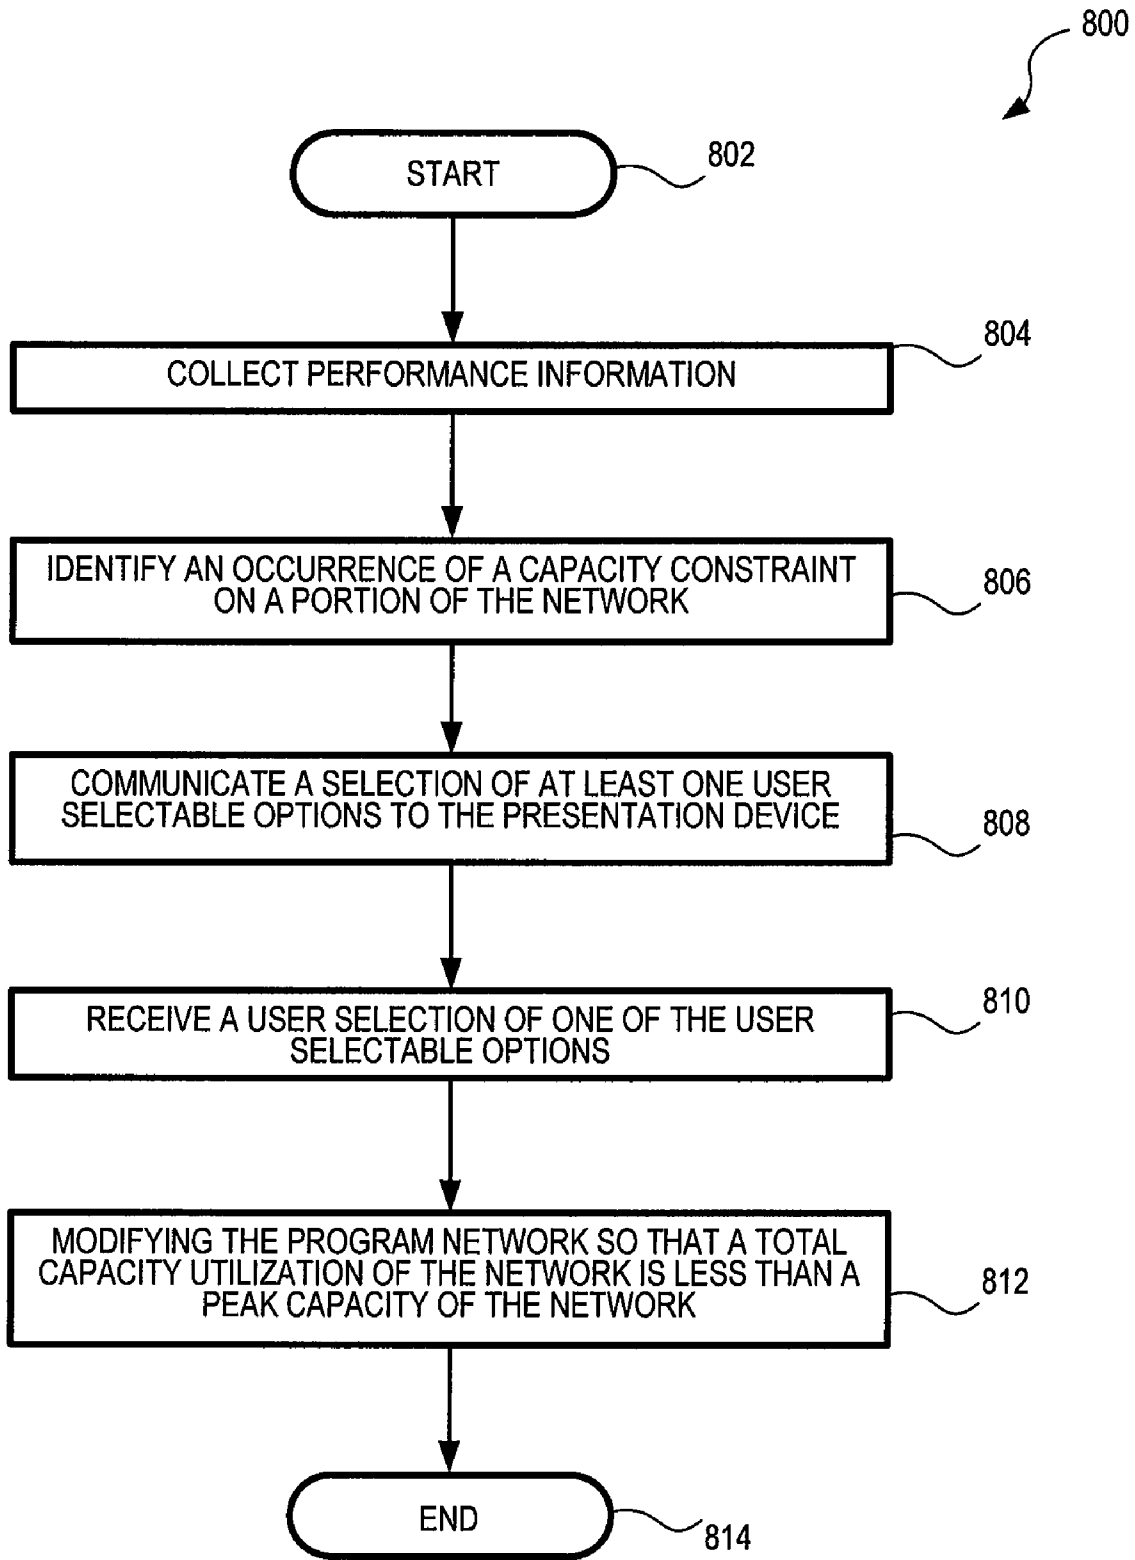 800
START
802
COLLECT PERFORMANCE INFORMATION
804
IDENTIFY AN OCCURRENCE OF A CAPACITY CONSTRAINT
ON A PORTION OF THE NETWORK
806
COMMUNICATE A SELECTION OF AT LEAST ONE USER
SELECTABLE OPTIONS TO THE PRESENTATION DEVICE
808
RECEIVE A USER SELECTION OF ONE OF THE USER
SELECTABLE OPTIONS
810
MODIFYING THE PROGRAM NETWORK SO THAT A TOTAL
CAPACITY UTILIZATION OF THE NETWORK IS LESS THAN A
PEAK CAPACITY OF THE NETWORK
812
END
814